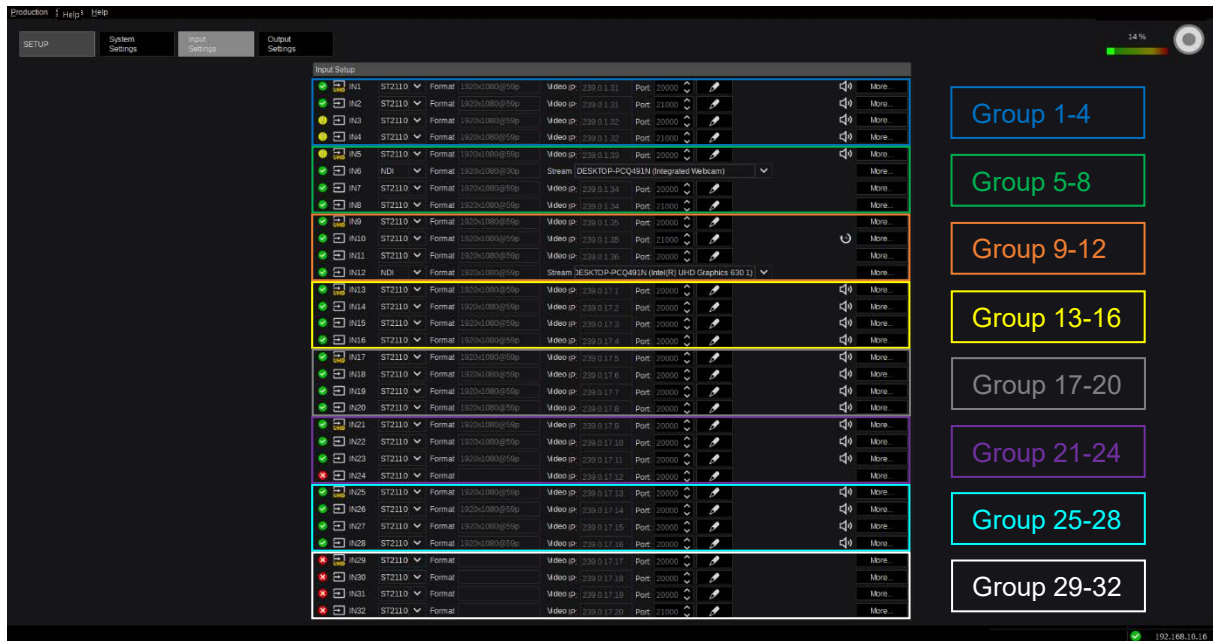 Production Help Help
SETUP System Settings Input Settings Output Settings 14 %
Input Setup
UHD IN1 ST2110 Format 1920x1080@59p Video IP: 239.0.1.31 Port: 20000 More...
IN2 ST2110 Format 1920x1080@59p Video IP: 239.0.1.31 Port: 21000 More...
IN3 ST2110 Format 1920x1080@59p Video IP: 239.0.1.32 Port: 20000 More...
IN4 ST2110 Format 1920x1080@59p Video IP: 239.0.1.32 Port: 21000 More...
Group 1-4
UHD IN5 ST2110 Format 1920x1080@59p Video IP: 239.0.1.33 Port: 20000 More...
IN6 NDI Format 1920x1080@30p Stream DESKTOP-PCQ491N (Integrated Webcam) More...
IN7 ST2110 Format 1920x1080@59p Video IP: 239.0.1.34 Port: 20000 More...
IN8 ST2110 Format 1920x1080@59p Video IP: 239.0.1.34 Port: 21000 More...
Group 5-8
UHD IN9 ST2110 Format 1920x1080@59p Video IP: 239.0.1.35 Port: 20000 More...
IN10 ST2110 Format 1920x1080@59p Video IP: 239.0.1.35 Port: 21000 More...
IN11 ST2110 Format 1920x1080@59p Video IP: 239.0.1.36 Port: 20000 More...
IN12 NDI Format 1920x1080@59p Stream DESKTOP-PCQ491N (Intel(R) UHD Graphics 630 1) More...
Group 9-12
UHD IN13 ST2110 Format 1920x1080@59p Video IP: 239.0.17.1 Port: 20000 More...
IN14 ST2110 Format 1920x1080@59p Video IP: 239.0.17.2 Port: 20000 More...
IN15 ST2110 Format 1920x1080@59p Video IP: 239.0.17.3 Port: 20000 More...
IN16 ST2110 Format 1920x1080@59p Video IP: 239.0.17.4 Port: 20000 More...
Group 13-16
UHD IN17 ST2110 Format 1920x1080@59p Video IP: 239.0.17.5 Port: 20000 More...
IN18 ST2110 Format 1920x1080@59p Video IP: 239.0.17.6 Port: 20000 More...
IN19 ST2110 Format 1920x1080@59p Video IP: 239.0.17.7 Port: 20000 More...
IN20 ST2110 Format 1920x1080@59p Video IP: 239.0.17.8 Port: 20000 More...
Group 17-20
UHD IN21 ST2110 Format 1920x1080@59p Video IP: 239.0.17.9 Port: 20000 More...
IN22 ST2110 Format 1920x1080@59p Video IP: 239.0.17.10 Port: 20000 More...
IN23 ST2110 Format 1920x1080@59p Video IP: 239.0.17.11 Port: 20000 More...
IN24 ST2110 Format Video IP: 239.0.17.12 Port: 20000 More...
Group 21-24
UHD IN25 ST2110 Format 1920x1080@59p Video IP: 239.0.17.13 Port: 20000 More...
IN26 ST2110 Format 1920x1080@59p Video IP: 239.0.17.14 Port: 20000 More...
IN27 ST2110 Format 1920x1080@59p Video IP: 239.0.17.15 Port: 20000 More...
IN28 ST2110 Format 1920x1080@59p Video IP: 239.0.17.16 Port: 20000 More...
Group 25-28
UHD IN29 ST2110 Format Video IP: 239.0.17.17 Port: 20000 More...
IN30 ST2110 Format Video IP: 239.0.17.18 Port: 20000 More...
IN31 ST2110 Format Video IP: 239.0.17.19 Port: 20000 More...
IN32 ST2110 Format Video IP: 239.0.17.20 Port: 21000 More...
Group 29-32
192.168.10.16